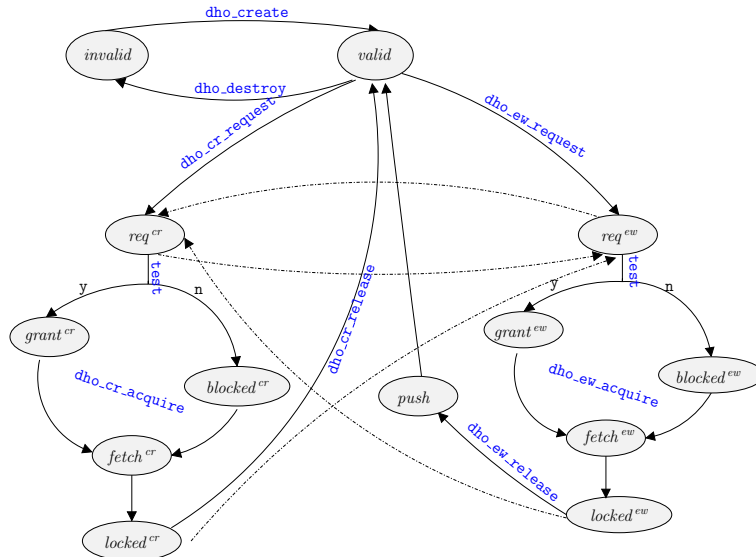 dho_create
invalid
valid
dho_destroy
dho_cr_request
dho_ew_request
req^cr
req^ew
test
test
y
n
y
n
grant^cr
grant^ew
dho_cr_release
dho_cr_acquire
blocked^cr
push
dho_ew_acquire
blocked^ew
fetch^cr
fetch^ew
dho_ew_release
locked^cr
locked^ew